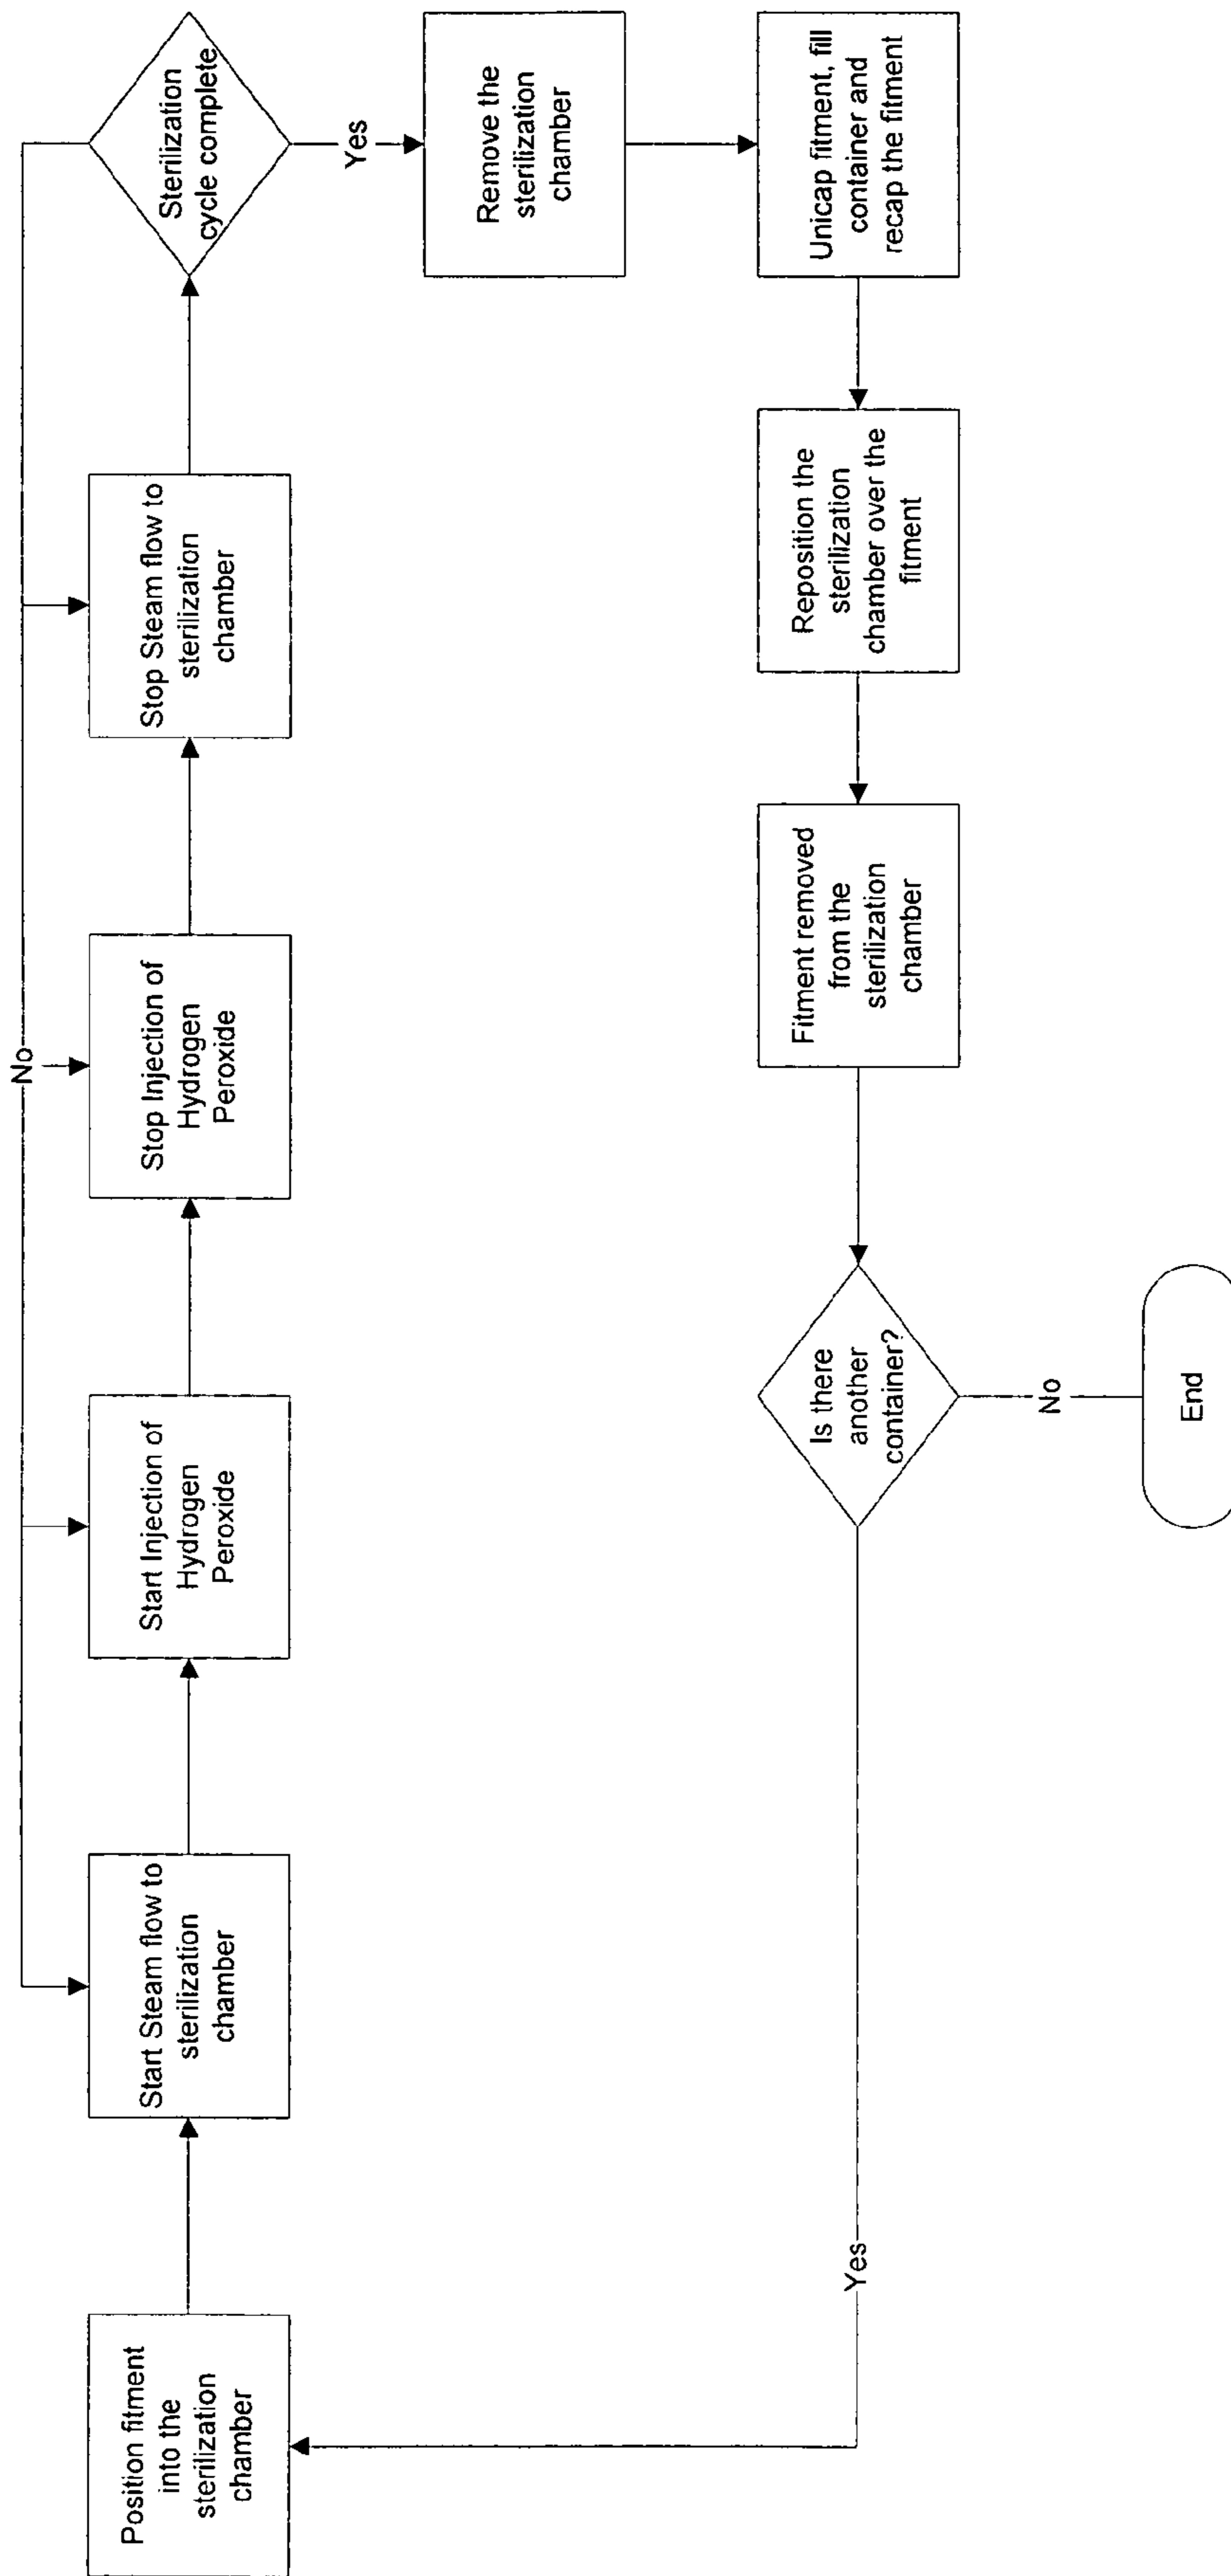 Position fitment
into the
sterilization
chamber
Start Steam flow to
sterilization
chamber
Start Injection of
Hydrogen
Peroxide
Stop Injection of
Hydrogen
Peroxide
Stop Steam flow to
sterilization
chamber
Sterilization
cycle complete
No
Yes
Remove the
sterilization
chamber
Unicap fitment, fill
container and
recap the fitment
Reposition the
sterilization
chamber over the
fitment
Fitment removed
from the
sterilization
chamber
Is there
another
container?
Yes
No
End